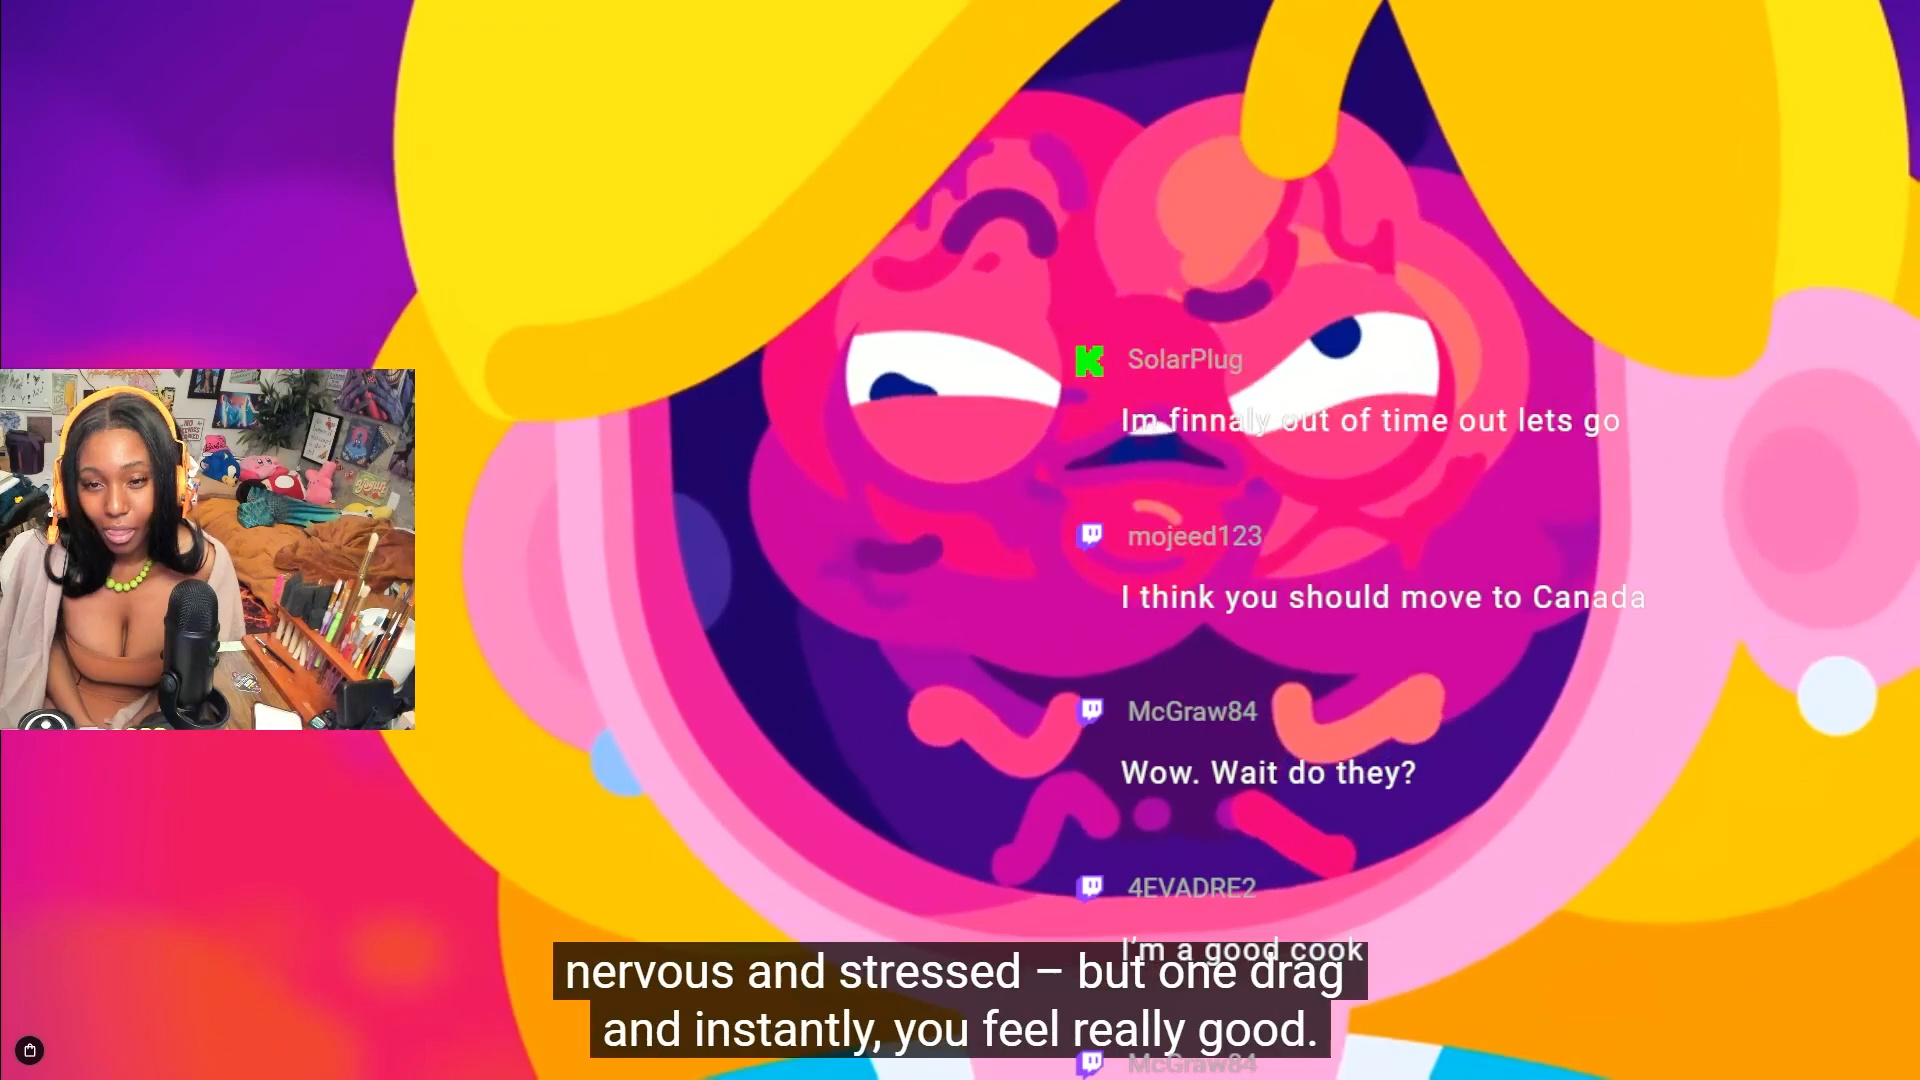 SolarPlug
Im finnaly out of time out lets go
mojeed123
I think you should move to Canada
McGraw84
Wow. Wait do they?
4EVADRE2
I'm a good cook
nervous and stressed – but one drag
and instantly, you feel really good.
McGraw84